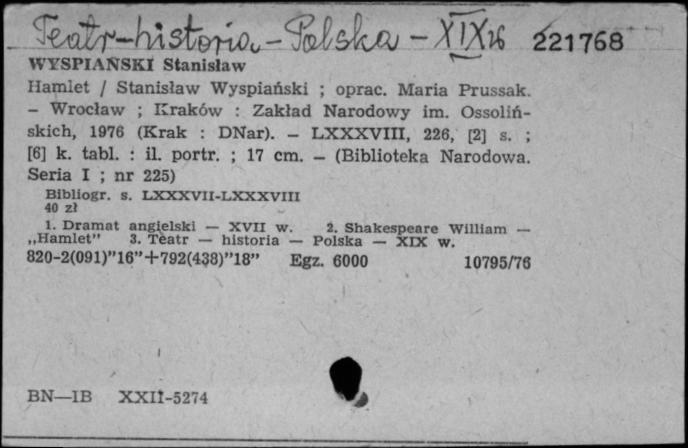 Teatr-historia-Polska-XIX w 221768
WYSPIAŃSKI Stanisław
Hamlet / Stanisław Wyspiański ; oprac. Maria Prussak.
– Wrocław ; Kraków : Zakład Narodowy im. Ossoliń-
skich, 1976 (Krak : DNar). – LXXXVIII, 226, [2] s. ;
[6] k. tabl. : il. portr. ; 17 cm. – (Biblioteka Narodowa.
Seria I ; nr 225)
Bibliogr. s. LXXXVII-LXXXVIII
40 zł
1. Dramat angielski — XVII w. 2. Shakespeare William —
„Hamlet" 3. Teatr — historia — Polska — XIX w.
820-2(091)"16"+792(438)"18" Egz. 6000 10795/76
BN—IB XXII-5274